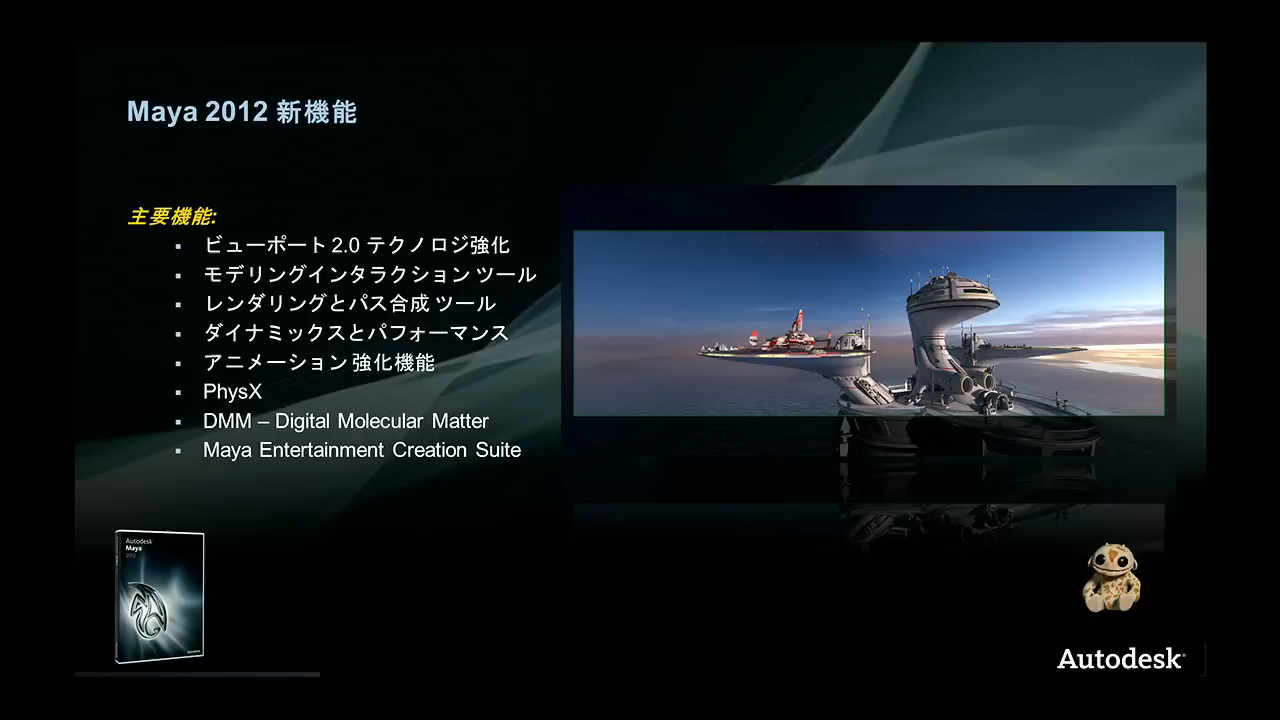 Maya 2012 新機能
主要機能:
▪ ビューポート 2.0 テクノロジ強化
▪ モデリングインタラクション ツール
▪ レンダリングとパス合成 ツール
▪ ダイナミックスとパフォーマンス
▪ アニメーション 強化機能
▪ PhysX
▪ DMM – Digital Molecular Matter
▪ Maya Entertainment Creation Suite
Autodesk
Maya
2012
Autodesk